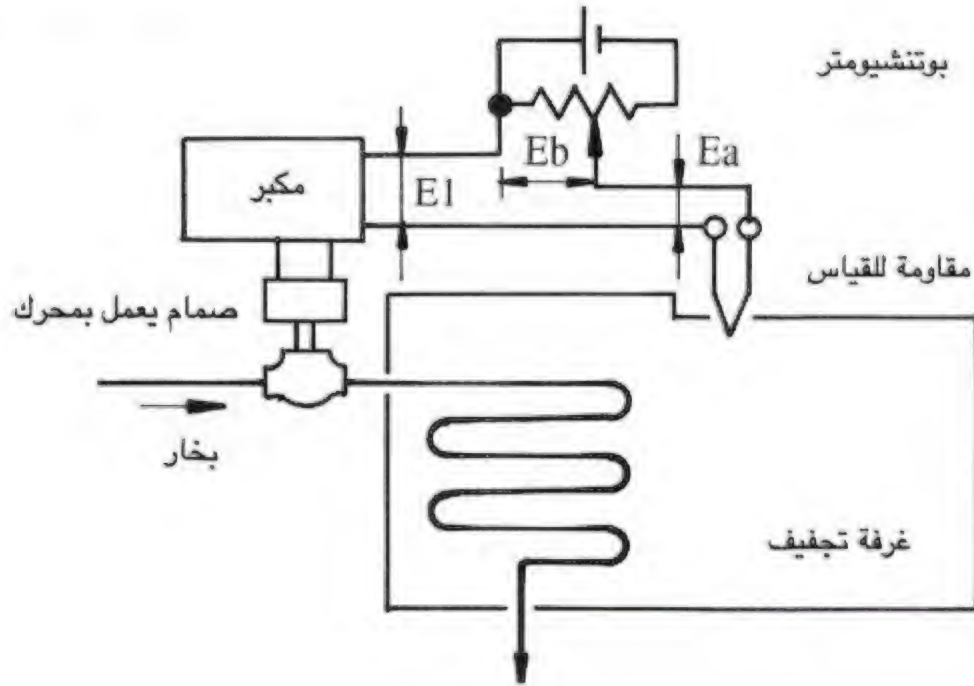 بوتنشيومتر
Eb
Ea
مكبر
E1
مقاومة للقياس
صمام يعمل بمحرك
بخار
غرفة تجفيف